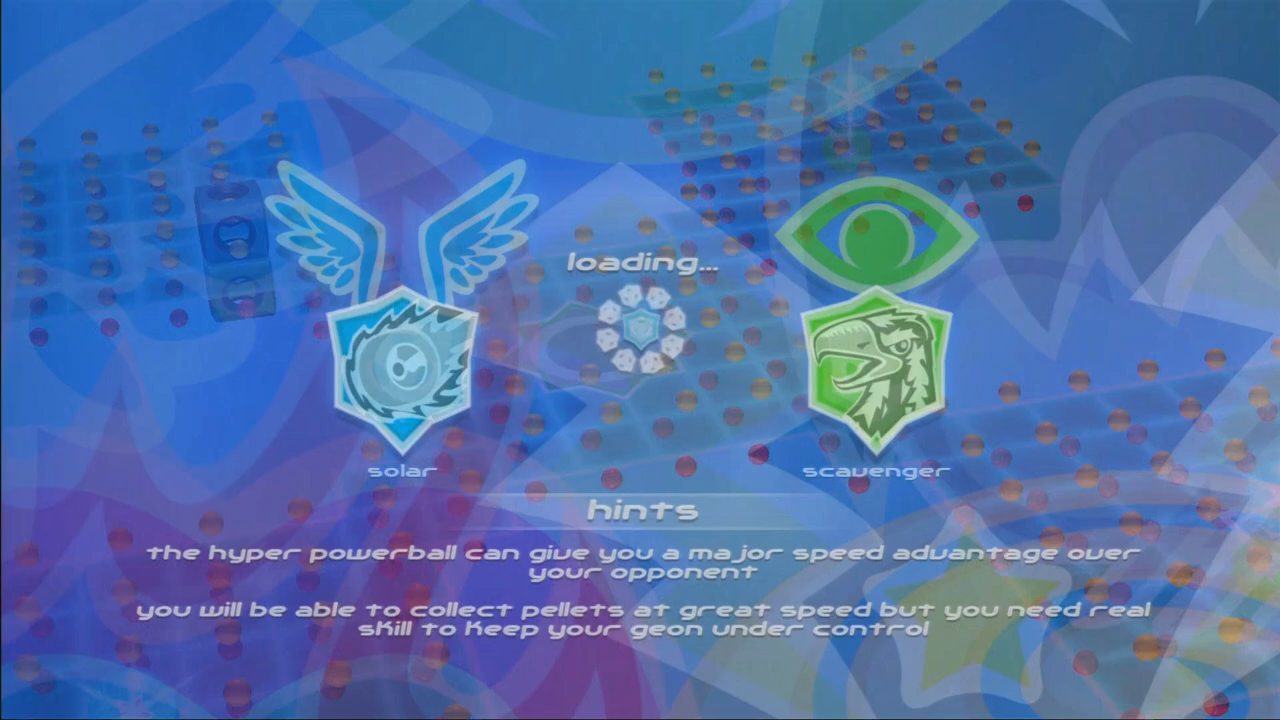 loading...
solar
scavenger
hints
the hyper powerball can give you a major speed advantage over
your opponent
you will be able to collect pellets at great speed but you need real
skill to keep your geon under control